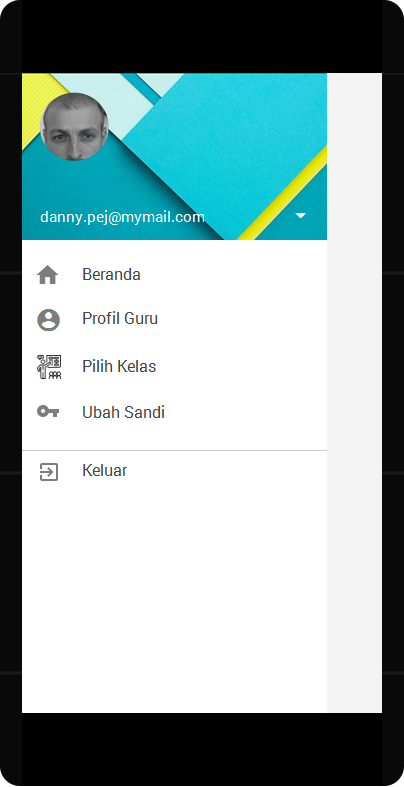 danny.pej@mymail.com
Beranda
Profil Guru
Pilih Kelas
Ubah Sandi
Keluar